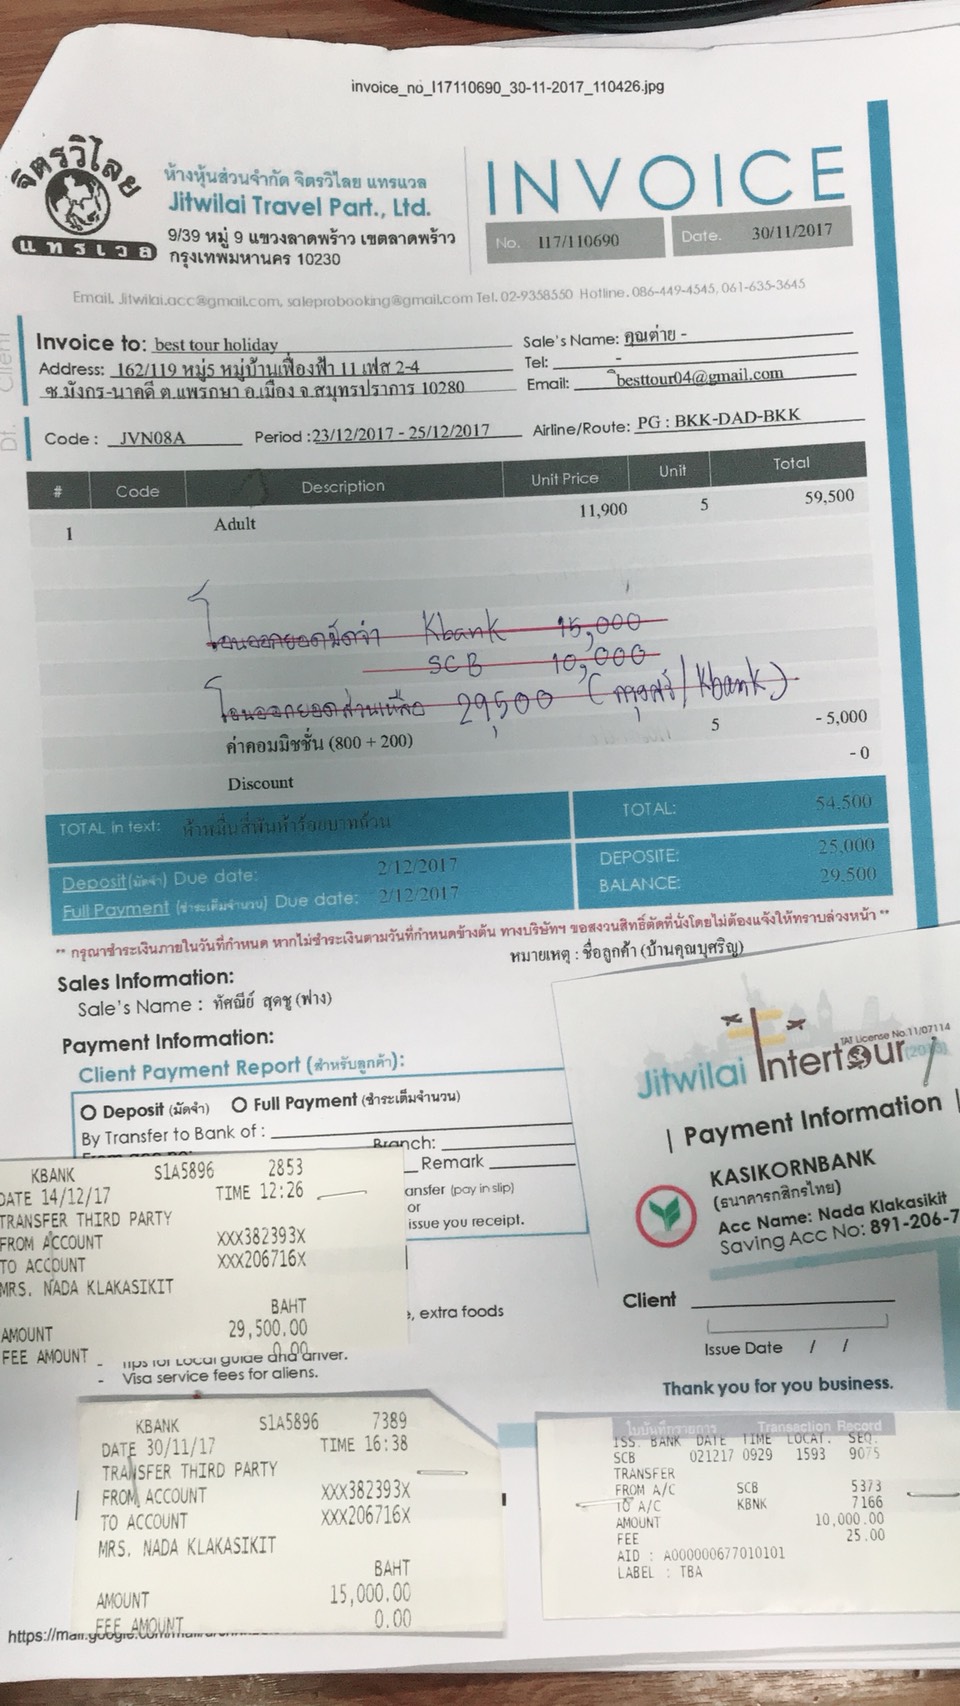 invoice_no_I17110690_30-11-2017_110426.jpg
จิตรวิไลย
แทรเวล
ห้างหุ้นส่วนจำกัด จิตรวิไลย แทรแวล
Jitwilai Travel Part., Ltd.
9/39 หมู่ 9 แขวงลาดพร้าว เขตลาดพร้าว
กรุงเทพมหานคร 10230
INVOICE
No. I17/110690 Date. 30/11/2017
Email. Jitwilai.acc@gmail.com, saleprobooking@gmail.com Tel. 02-9358550 Hotline. 086-449-4545, 061-635-3645
Invoice to: best tour holiday
Address: 162/119 หมู่5 หมู่บ้านเฟื่องฟ้า 11 เฟส 2-4
ซ.มังกร-นาคดี ต.แพรกษา อ.เมือง จ.สมุทรปราการ 10280
Sale's Name: คุณต่าย -
Tel: -
Email: besttour04@gmail.com
Code : JVN08A Period :23/12/2017 - 25/12/2017 Airline/Route: PG : BKK-DAD-BKK
# Code Description Unit Price Unit Total
1 Adult 11,900 5 59,500
โอนออกยอดมัดจำ Kbank 15,000
SCB 10,000
โอนออกยอดส่วนเหลือ 29,500 (กรุงศรี/Kbank)
ค่าคอมมิชชั่น (800 + 200) 5 - 5,000
Discount - 0
TOTAL in text: ห้าหมื่นสี่พันห้าร้อยบาทถ้วน
TOTAL: 54,500
Deposit(มัดจำ) Due date: 2/12/2017
Full Payment (ชำระเต็มจำนวน) Due date: 2/12/2017
DEPOSITE: 25,000
BALANCE: 29,500
** กรุณาชำระเงินภายในวันที่กำหนด หากไม่ชำระเงินตามวันที่กำหนดข้างต้น ทางบริษัทฯ ขอสงวนสิทธิ์ตัดที่นั่งโดยไม่ต้องแจ้งให้ทราบล่วงหน้า **
หมายเหตุ : ชื่อลูกค้า (บ้านคุณบุศริญ)
Sales Information:
Sale's Name : ทัศณีย์ สุดชู (ฟาง)
Payment Information:
Client Payment Report (สำหรับลูกค้า):
O Deposit (มัดจำ) O Full Payment (ชำระเต็มจำนวน)
By Transfer to Bank of :
Branch:
Remark
ansfer (pay in slip)
or
issue you receipt.
, extra foods
- Tips for Local guide and driver.
- Visa service fees for aliens.
Jitwilai Intertour
TAT License No.11/07114
| Payment Information |
KASIKORNBANK
(ธนาคารกสิกรไทย)
Acc Name: Nada Klakasikit
Saving Acc No: 891-206-7
Client
Issue Date / /
Thank you for you business.
KBANK S1A5896 2853
DATE 14/12/17 TIME 12:26
TRANSFER THIRD PARTY
FROM ACCOUNT XXX382393X
TO ACCOUNT XXX206716X
MRS. NADA KLAKASIKIT
BAHT
AMOUNT 29,500.00
FEE AMOUNT 0.00
KBANK S1A5896 7389
DATE 30/11/17 TIME 16:38
TRANSFER THIRD PARTY
FROM ACCOUNT XXX382393X
TO ACCOUNT XXX206716X
MRS. NADA KLAKASIKIT
BAHT
AMOUNT 15,000.00
FEE AMOUNT 0.00
ใบบันทึกรายการ Transection Record
ISS. BANK DATE TIME LOCAT. SEQ.
SCB 021217 0929 1593 9075
TRANSFER
FROM A/C SCB 5373
TO A/C KBNK 7166
AMOUNT 10,000.00
FEE 25.00
AID : A000000677010101
LABEL : TBA